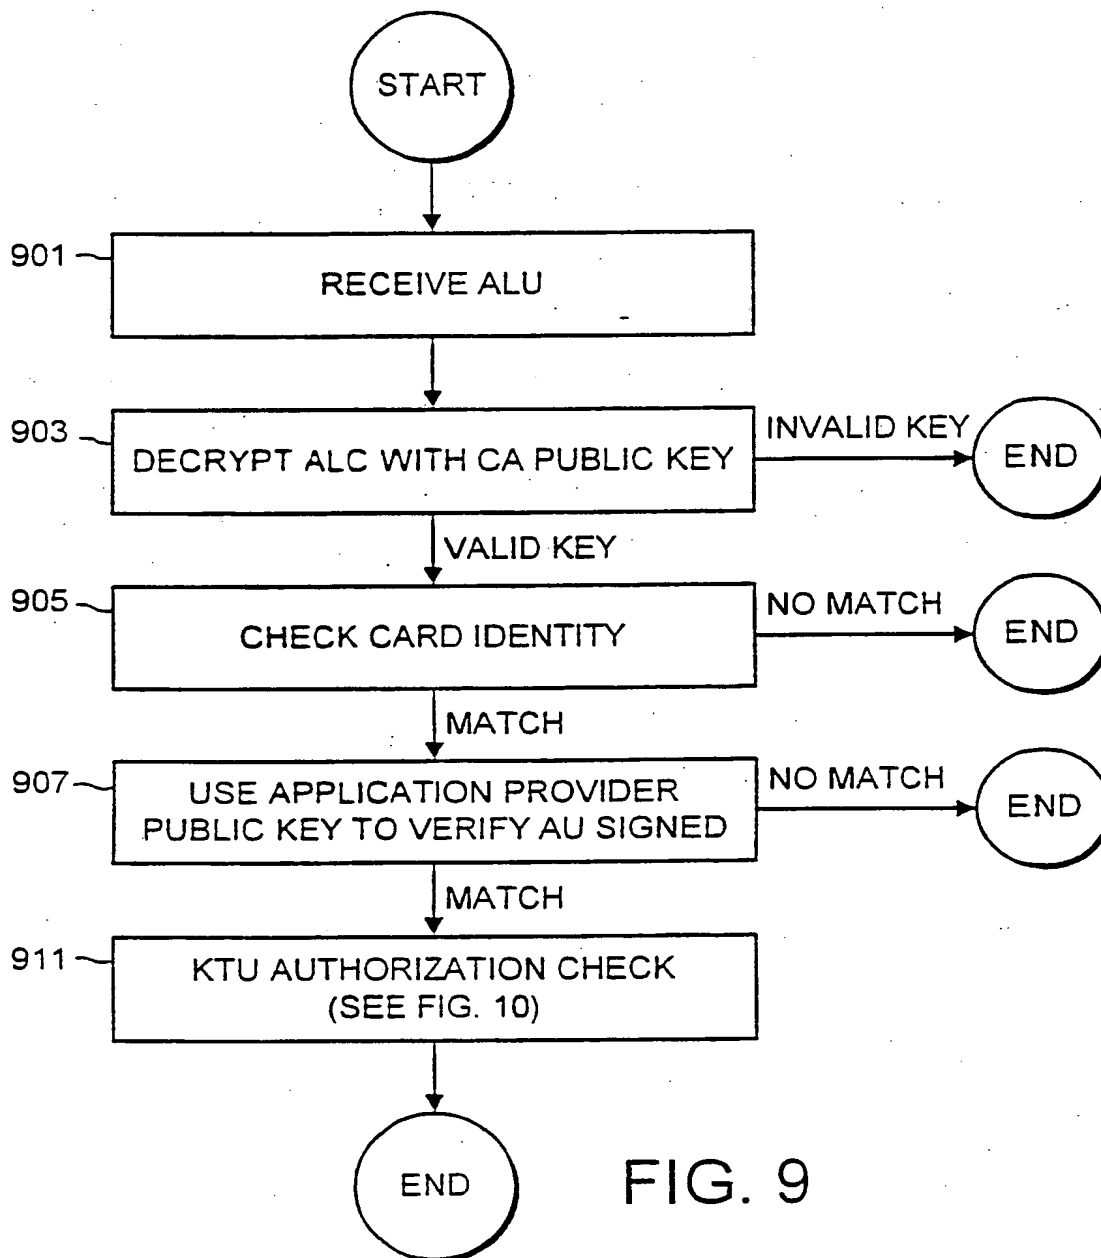 START
901
RECEIVE ALU
903
DECRYPT ALC WITH CA PUBLIC KEY
INVALID KEY
END
VALID KEY
905
CHECK CARD IDENTITY
NO MATCH
END
MATCH
907
USE APPLICATION PROVIDER
PUBLIC KEY TO VERIFY AU SIGNED
NO MATCH
END
MATCH
911
KTU AUTHORIZATION CHECK
(SEE FIG. 10)
END
FIG. 9